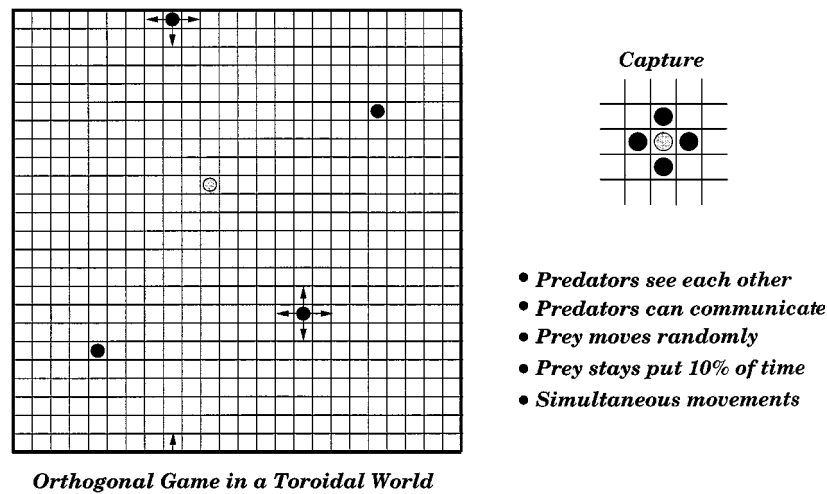 Capture
● Predators see each other
● Predators can communicate
● Prey moves randomly
● Prey stays put 10% of time
● Simultaneous movements
Orthogonal Game in a Toroidal World